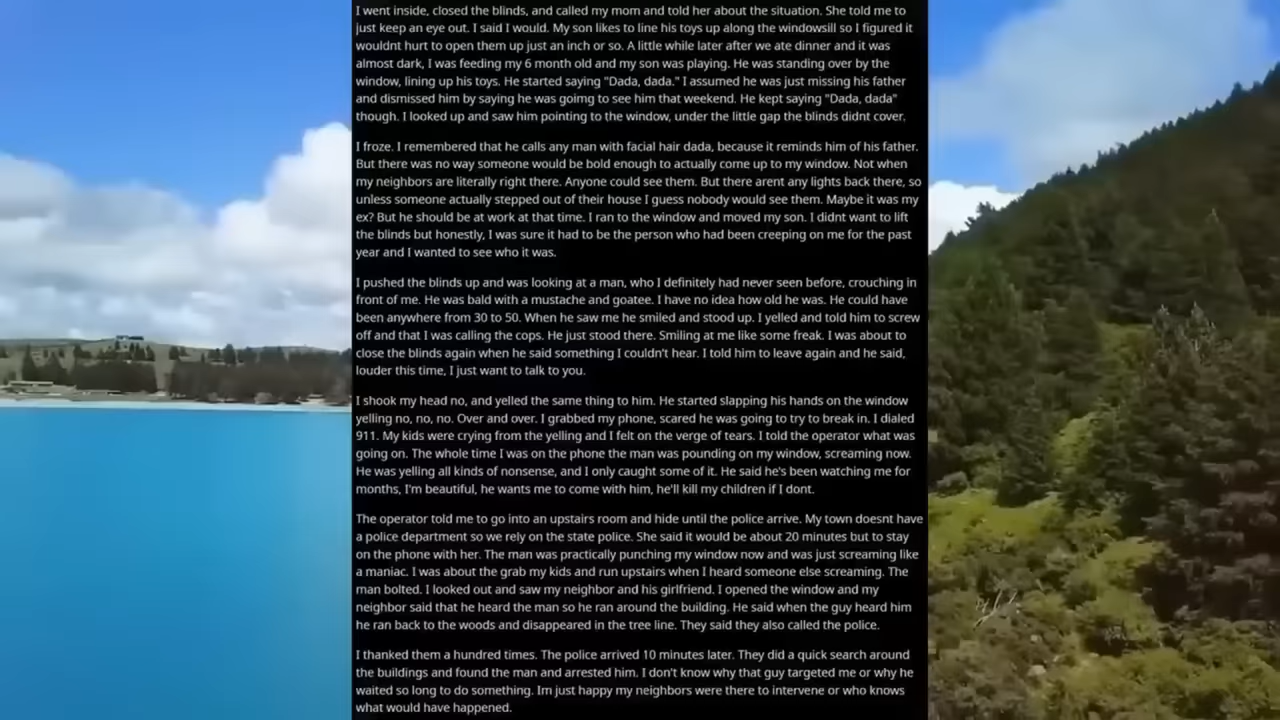 I went inside, closed the blinds, and called my mom and told her about the situation. She told me to
just keep an eye out. I said I would. My son likes to line his toys up along the windowsill so I figured it
wouldnt hurt to open them up just an inch or so. A little while later after we ate dinner and it was
almost dark, I was feeding my 6 month old and my son was playing. He was standing over by the
window, lining up his toys. He started saying "Dada, dada." I assumed he was just missing his father
and dismissed him by saying he was goimg to see him that weekend. He kept saying "Dada, dada"
though. I looked up and saw him pointing to the window, under the little gap the blinds didnt cover.
I froze. I remembered that he calls any man with facial hair dada, because it reminds him of his father.
But there was no way someone would be bold enough to actually come up to my window. Not when
my neighbors are literally right there. Anyone could see them. But there arent any lights back there, so
unless someone actually stepped out of their house I guess nobody would see them. Maybe it was my
ex? But he should be at work at that time. I ran to the window and moved my son. I didnt want to lift
the blinds but honestly, I was sure it had to be the person who had been creeping on me for the past
year and I wanted to see who it was.
I pushed the blinds up and was looking at a man, who I definitely had never seen before, crouching in
front of me. He was bald with a mustache and goatee. I have no idea how old he was. He could have
been anywhere from 30 to 50. When he saw me he smiled and stood up. I yelled and told him to screw
off and that I was calling the cops. He just stood there. Smiling at me like some freak. I was about to
close the blinds again when he said something I couldn't hear. I told him to leave again and he said,
louder this time, I just want to talk to you.
I shook my head no, and yelled the same thing to him. He started slapping his hands on the window
yelling no, no, no. Over and over. I grabbed my phone, scared he was going to try to break in. I dialed
911. My kids were crying from the yelling and I felt on the verge of tears. I told the operator what was
going on. The whole time I was on the phone the man was pounding on my window, screaming now.
He was yelling all kinds of nonsense, and I only caught some of it. He said he's been watching me for
months, I'm beautiful, he wants me to come with him, he'll kill my children if I dont.
The operator told me to go into an upstairs room and hide until the police arrive. My town doesnt have
a police department so we rely on the state police. She said it would be about 20 minutes but to stay
on the phone with her. The man was practically punching my window now and was just screaming like
a maniac. I was about the grab my kids and run upstairs when I heard someone else screaming. The
man bolted. I looked out and saw my neighbor and his girlfriend. I opened the window and my
neighbor said that he heard the man so he ran around the building. He said when the guy heard him
he ran back to the woods and disappeared in the tree line. They said they also called the police.
I thanked them a hundred times. The police arrived 10 minutes later. They did a quick search around
the buildings and found the man and arrested him. I don't know why that guy targeted me or why he
waited so long to do something. Im just happy my neighbors were there to intervene or who knows
what would have happened.